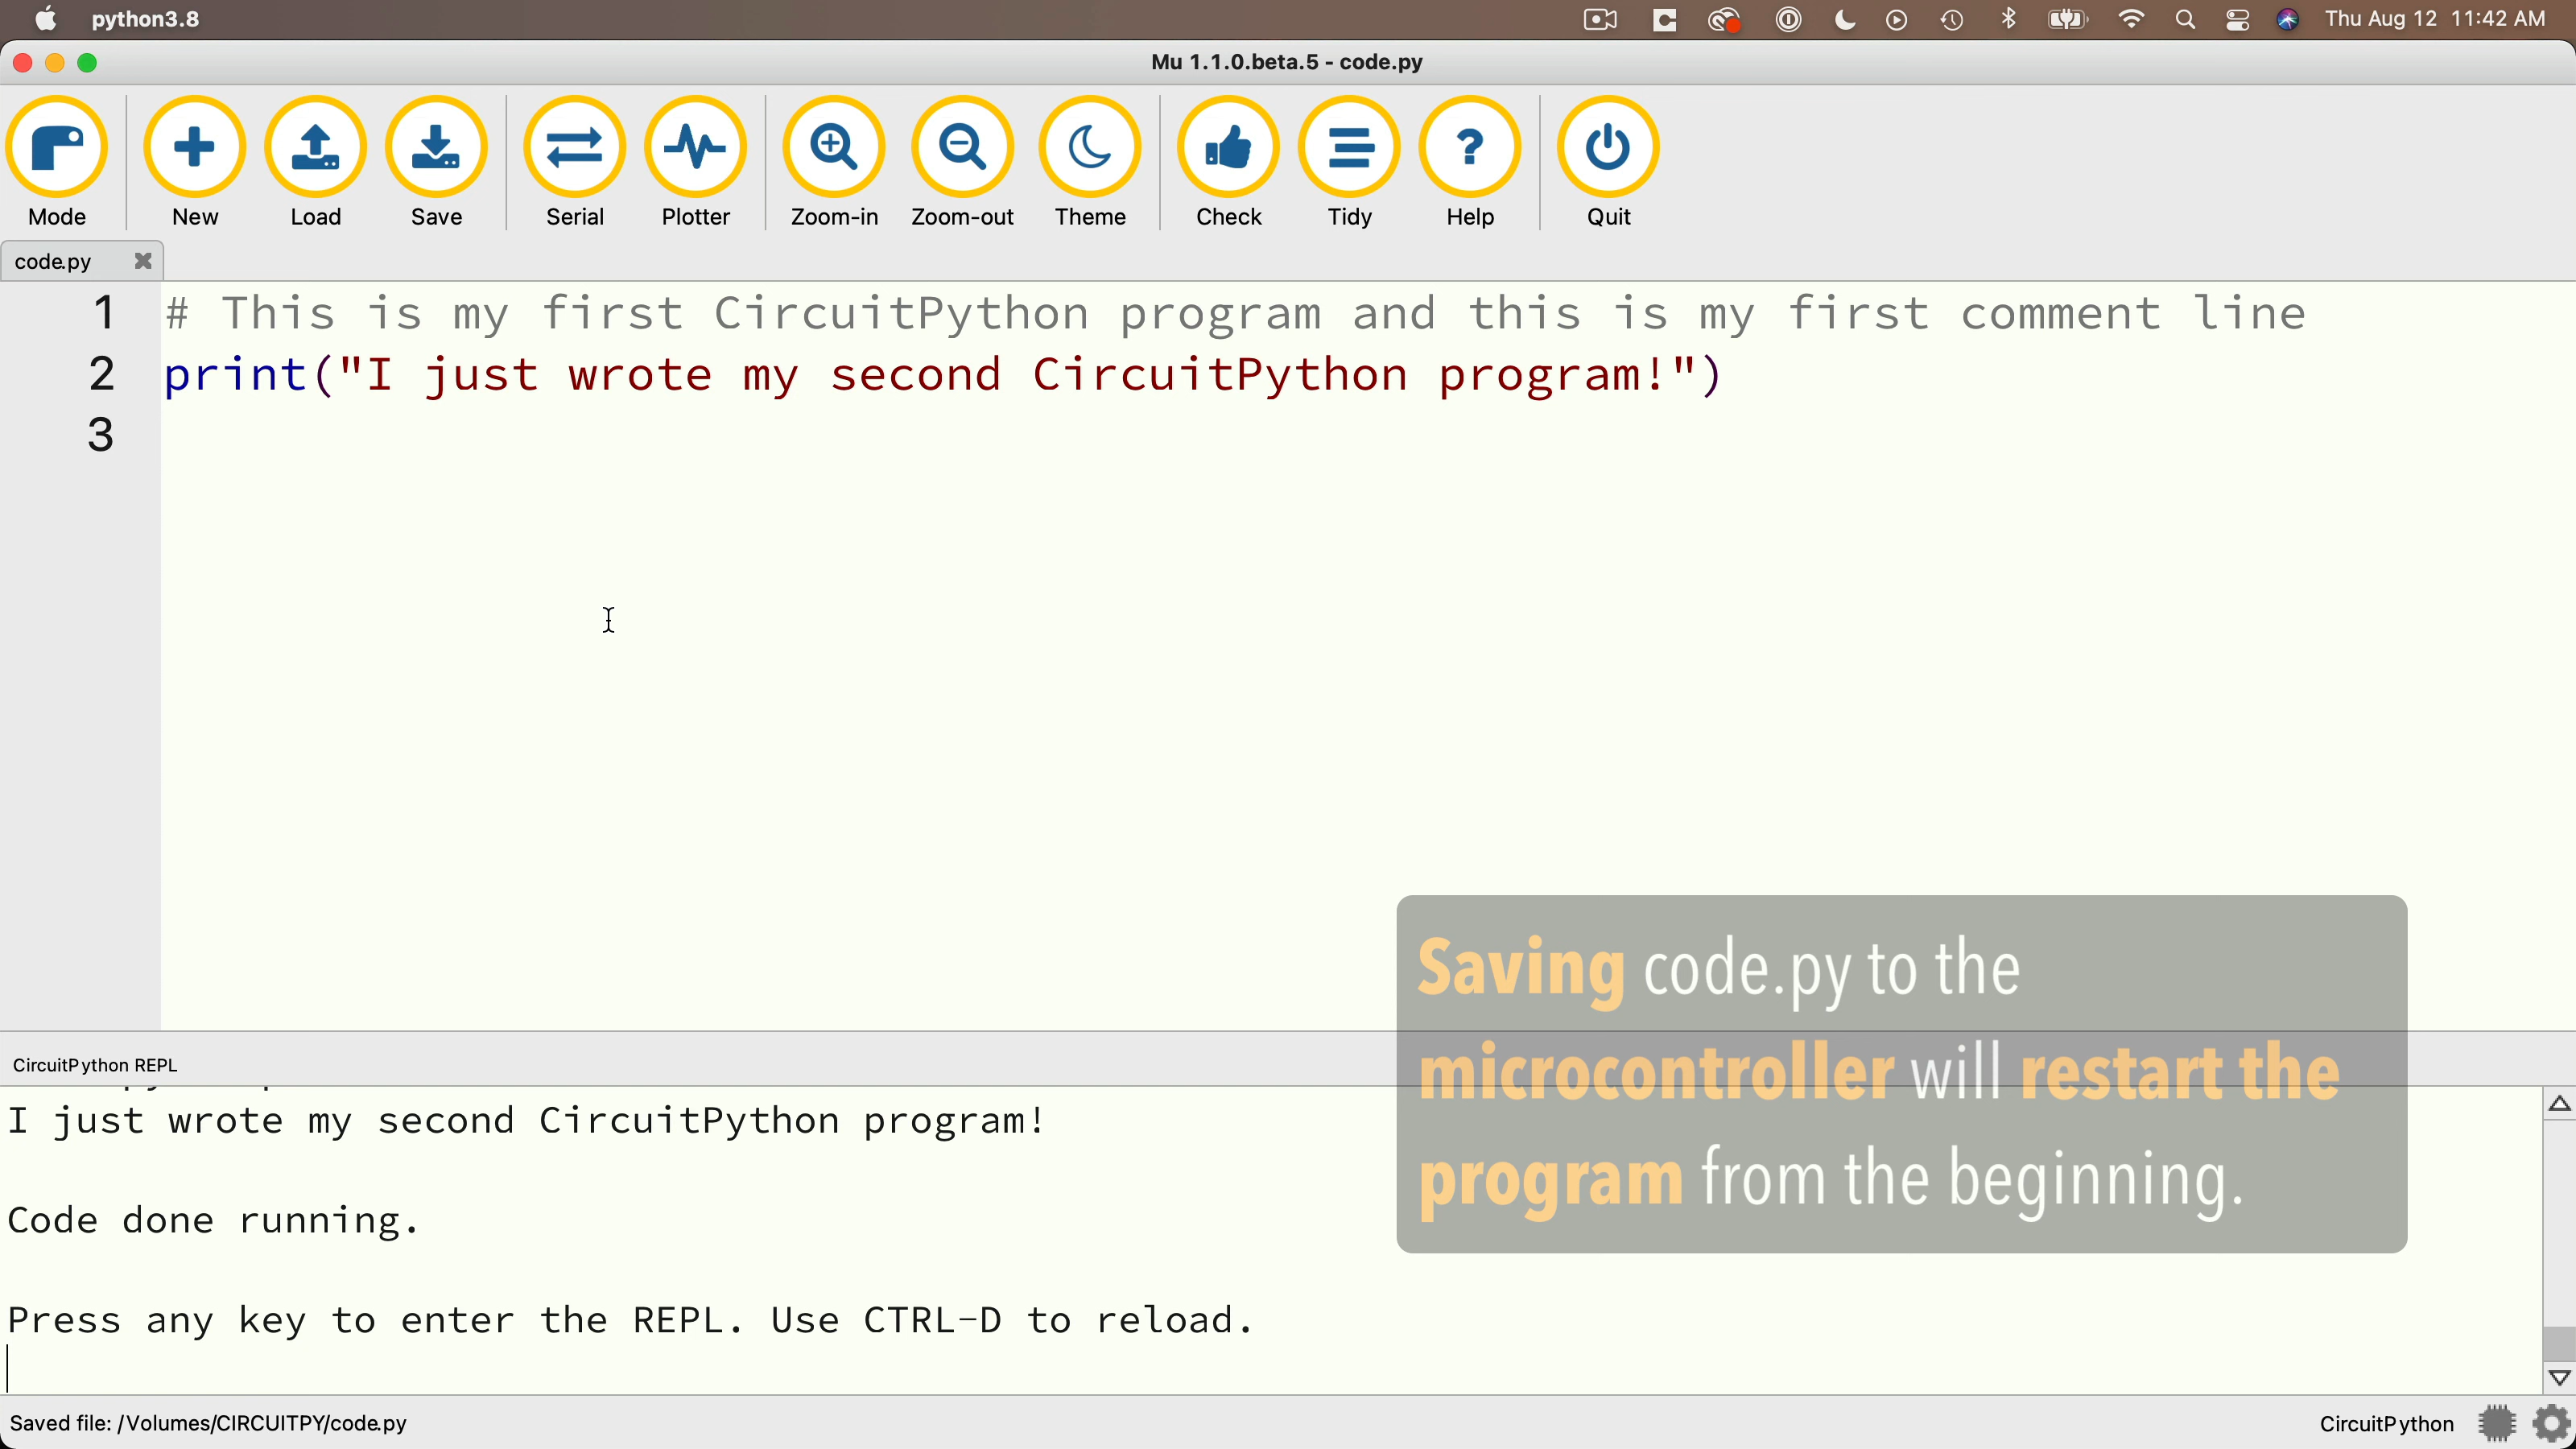 python3.8
Thu Aug 12 11:42 AM
Mu 1.1.0.beta.5 - code.py
Mode
New
Load
Save
Serial
Plotter
Zoom-in
Zoom-out
Theme
Check
Tidy
Help
Quit
code.py
1 # This is my first CircuitPython program and this is my first comment line
2 print("I just wrote my second CircuitPython program!")
3
Saving code.py to the
microcontroller will restart the
program from the beginning.
CircuitPython REPL
I just wrote my second CircuitPython program!
Code done running.
Press any key to enter the REPL. Use CTRL-D to reload.
Saved file: /Volumes/CIRCUITPY/code.py
CircuitPython